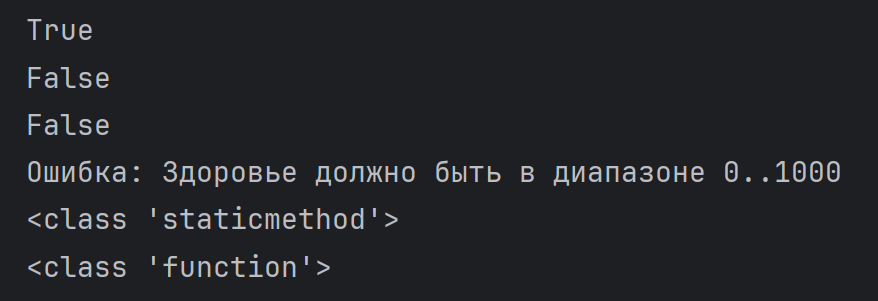 True
False
False
Ошибка: Здоровье должно быть в диапазоне 0..1000
<class 'staticmethod'>
<class 'function'>